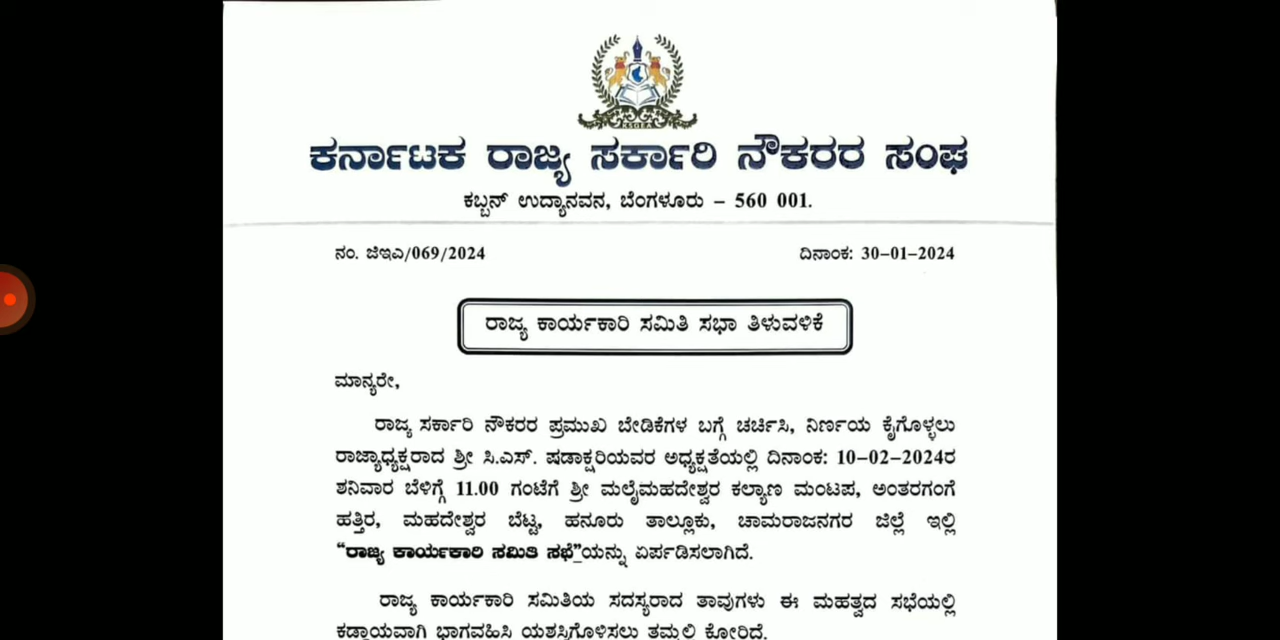 KSGEA
ಕರ್ನಾಟಕ ರಾಜ್ಯ ಸರ್ಕಾರಿ ನೌಕರರ ಸಂಘ
ಕಬ್ಬನ್ ಉದ್ಯಾನವನ, ಬೆಂಗಳೂರು – 560 001.
ನಂ. ಜಿಇಎ/069/2024 ದಿನಾಂಕ: 30–01–2024
ರಾಜ್ಯ ಕಾರ್ಯಕಾರಿ ಸಮಿತಿ ಸಭಾ ತಿಳುವಳಿಕೆ
ಮಾನ್ಯರೇ,
ರಾಜ್ಯ ಸರ್ಕಾರಿ ನೌಕರರ ಪ್ರಮುಖ ಬೇಡಿಕೆಗಳ ಬಗ್ಗೆ ಚರ್ಚಿಸಿ, ನಿರ್ಣಯ ಕೈಗೊಳ್ಳಲು
ರಾಜ್ಯಾಧ್ಯಕ್ಷರಾದ ಶ್ರೀ ಸಿ.ಎಸ್. ಷಡಾಕ್ಷರಿಯವರ ಅಧ್ಯಕ್ಷತೆಯಲ್ಲಿ ದಿನಾಂಕ: 10–02–2024ರ
ಶನಿವಾರ ಬೆಳಿಗ್ಗೆ 11.00 ಗಂಟೆಗೆ ಶ್ರೀ ಮಲೈಮಹದೇಶ್ವರ ಕಲ್ಯಾಣ ಮಂಟಪ, ಅಂತರಗಂಗೆ
ಹತ್ತಿರ, ಮಹದೇಶ್ವರ ಬೆಟ್ಟ, ಹನೂರು ತಾಲ್ಲೂಕು, ಚಾಮರಾಜನಗರ ಜಿಲ್ಲೆ ಇಲ್ಲಿ
“ರಾಜ್ಯ ಕಾರ್ಯಕಾರಿ ಸಮಿತಿ ಸಭೆ”ಯನ್ನು ಏರ್ಪಡಿಸಲಾಗಿದೆ.
ರಾಜ್ಯ ಕಾರ್ಯಕಾರಿ ಸಮಿತಿಯ ಸದಸ್ಯರಾದ ತಾವುಗಳು ಈ ಮಹತ್ವದ ಸಭೆಯಲ್ಲಿ
ಕಡ್ಡಾಯವಾಗಿ ಭಾಗವಹಿಸಿ ಯಶಸ್ವಿಗೊಳಿಸಲು ತಮ್ಮಲ್ಲಿ ಕೋರಿದೆ.